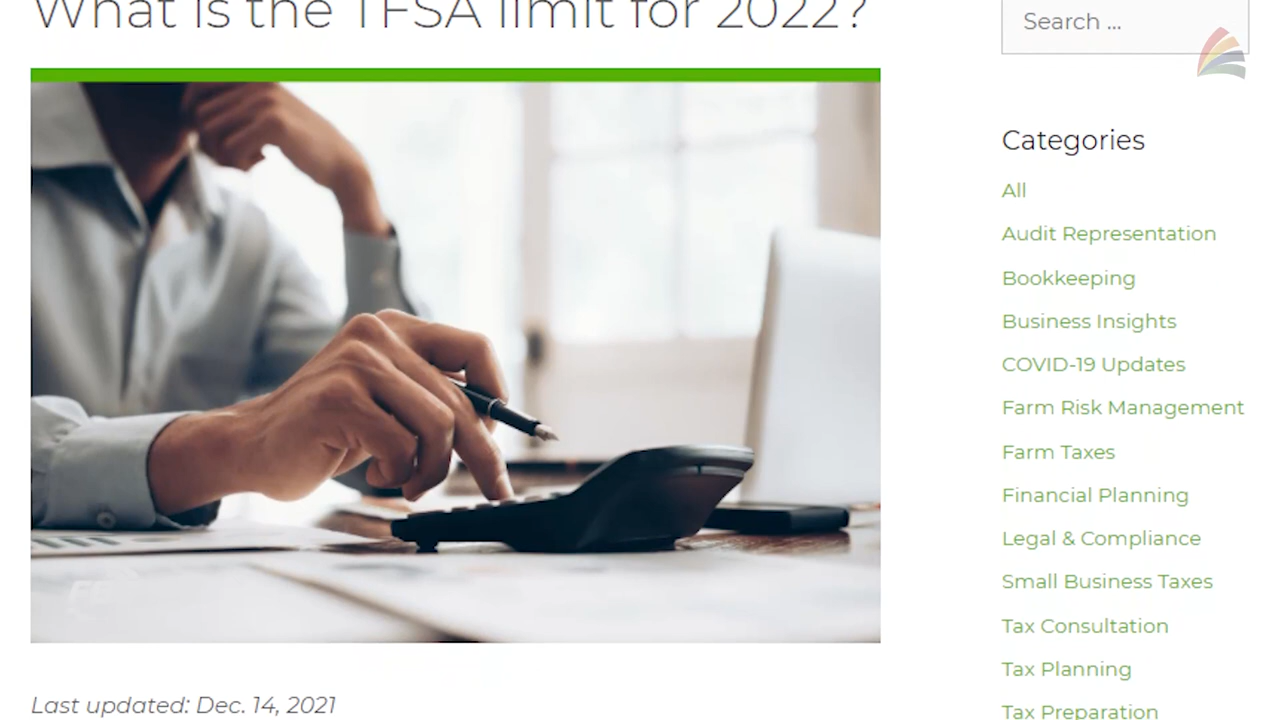 What is the TFSA limit for 2022?
Search ...
Categories
All
Audit Representation
Bookkeeping
Business Insights
COVID-19 Updates
Farm Risk Management
Farm Taxes
Financial Planning
Legal & Compliance
Small Business Taxes
Tax Consultation
Tax Planning
Tax Preparation
Last updated: Dec. 14, 2021